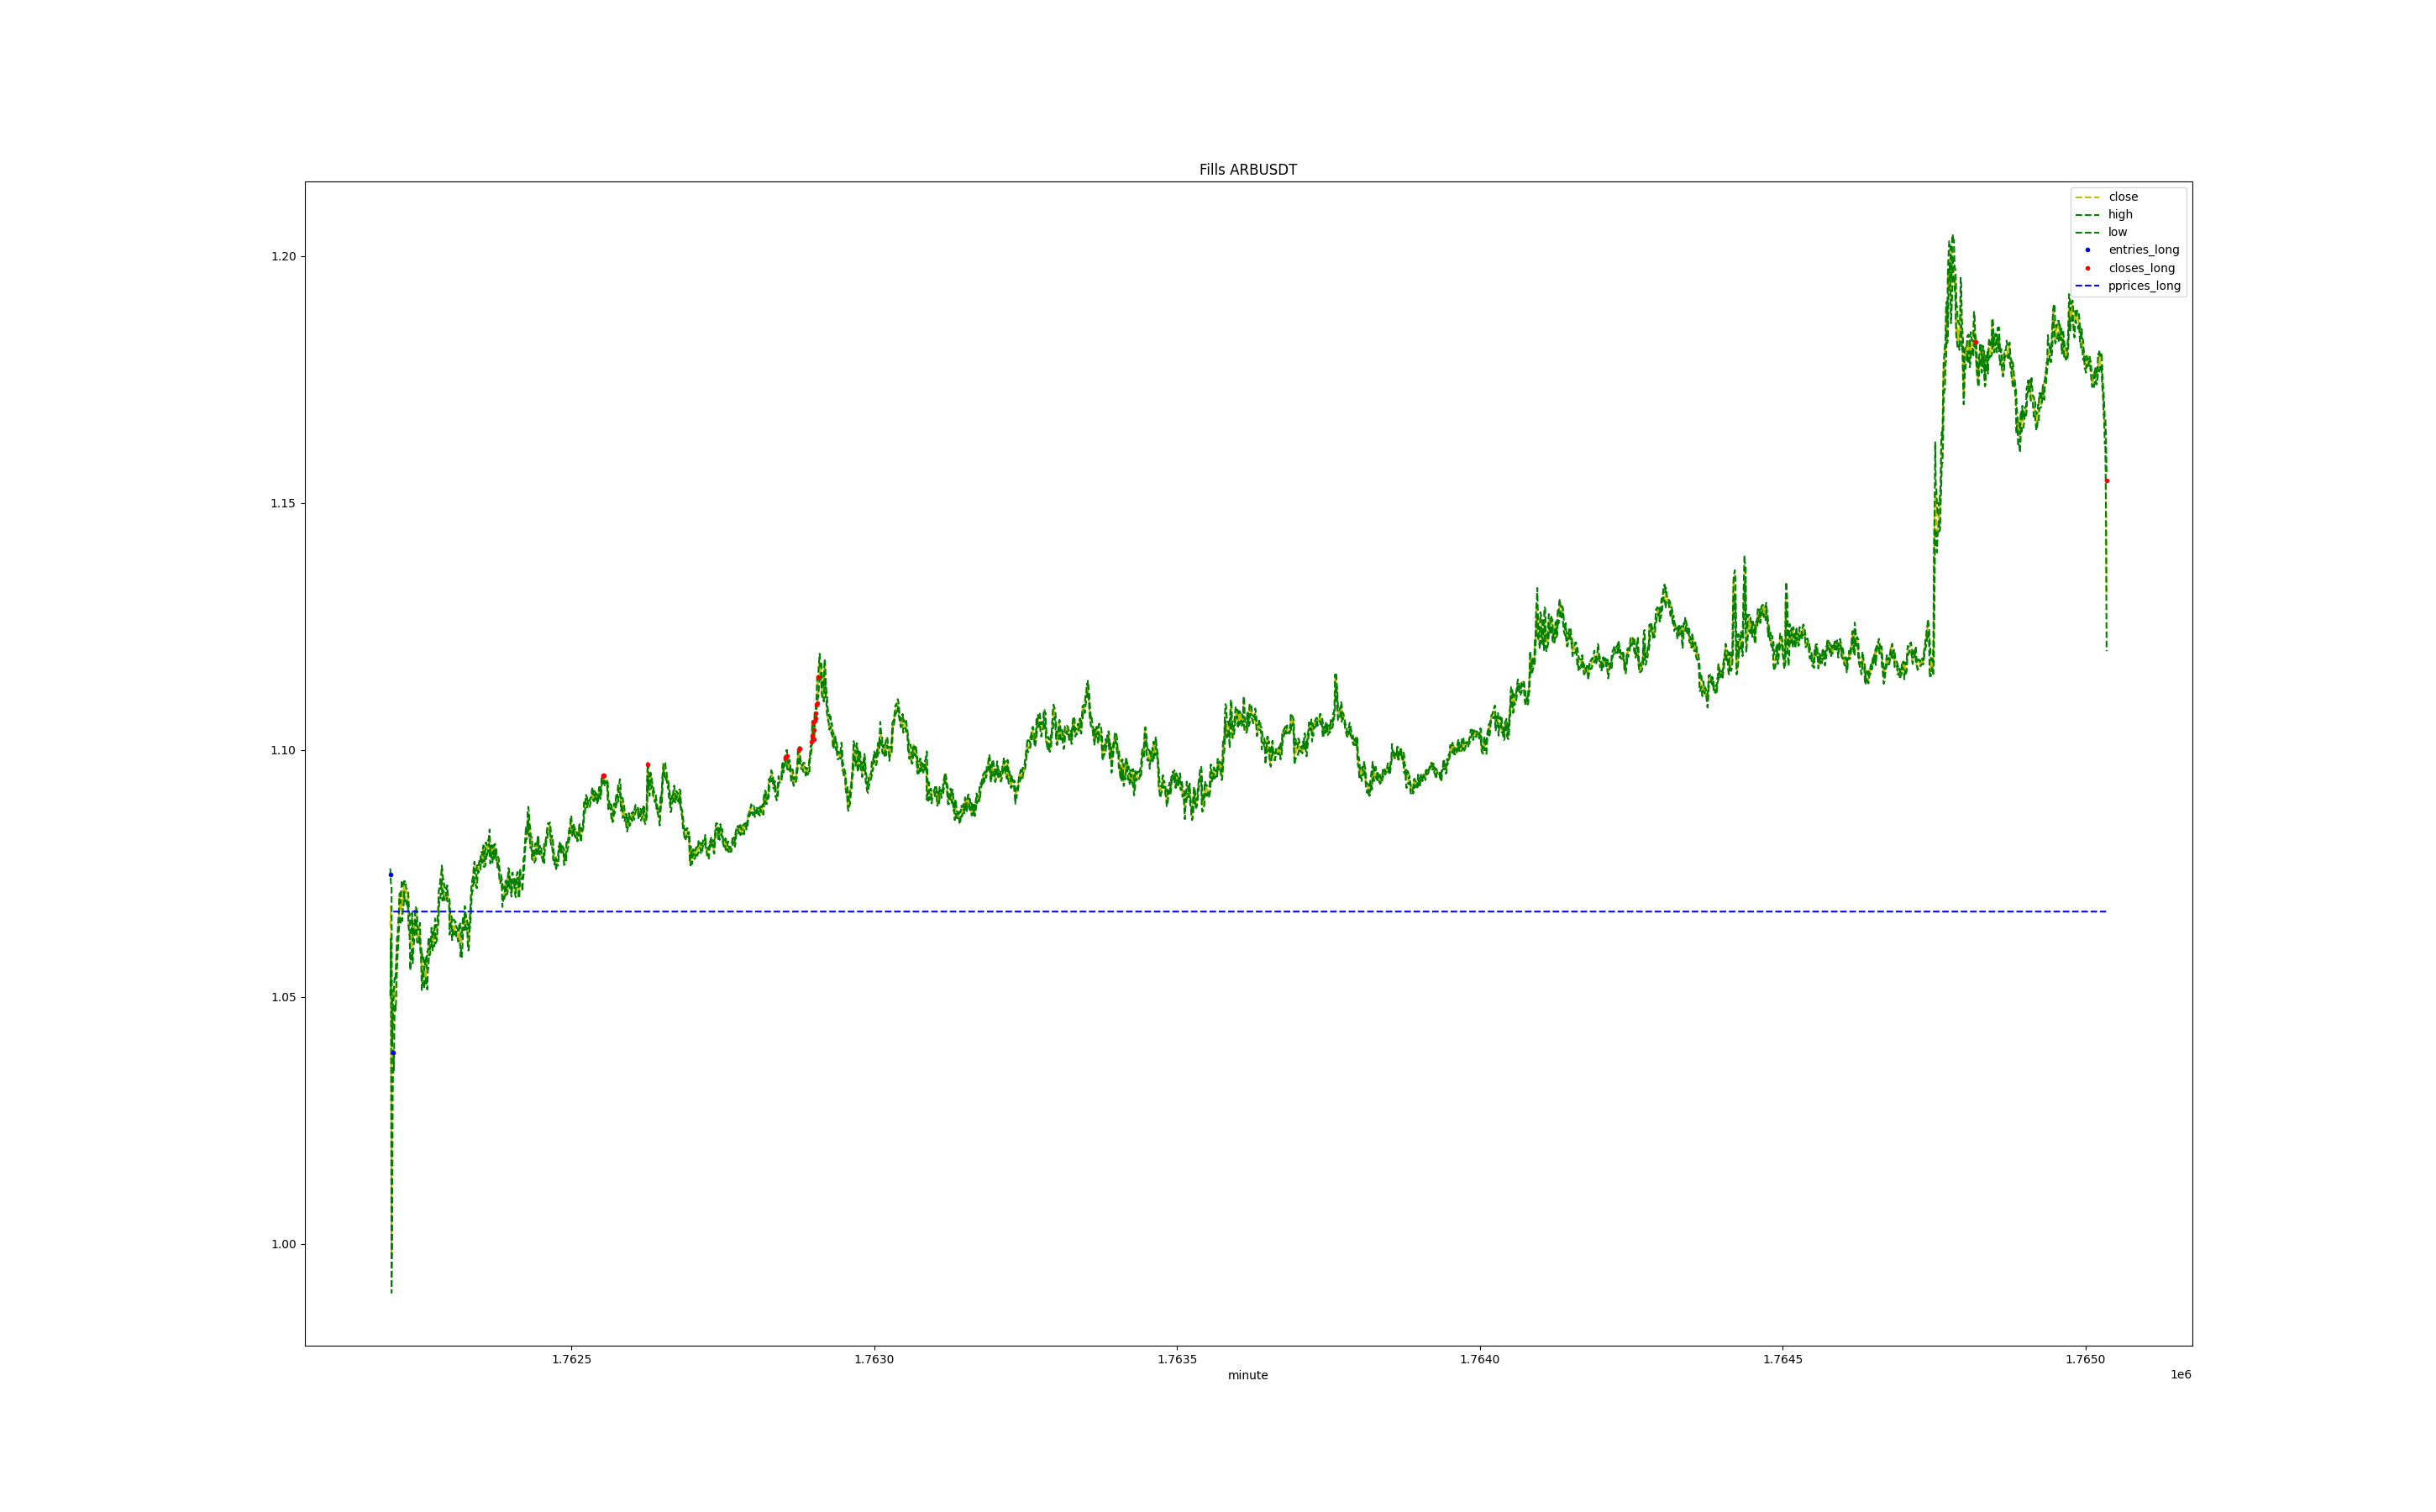 Fills ARBUSDT
close
high
low
entries_long
closes_long
pprices_long
1.20
1.15
1.10
1.05
1.00
1.7625 1.7630 1.7635 1.7640 1.7645 1.7650
minute
1e6